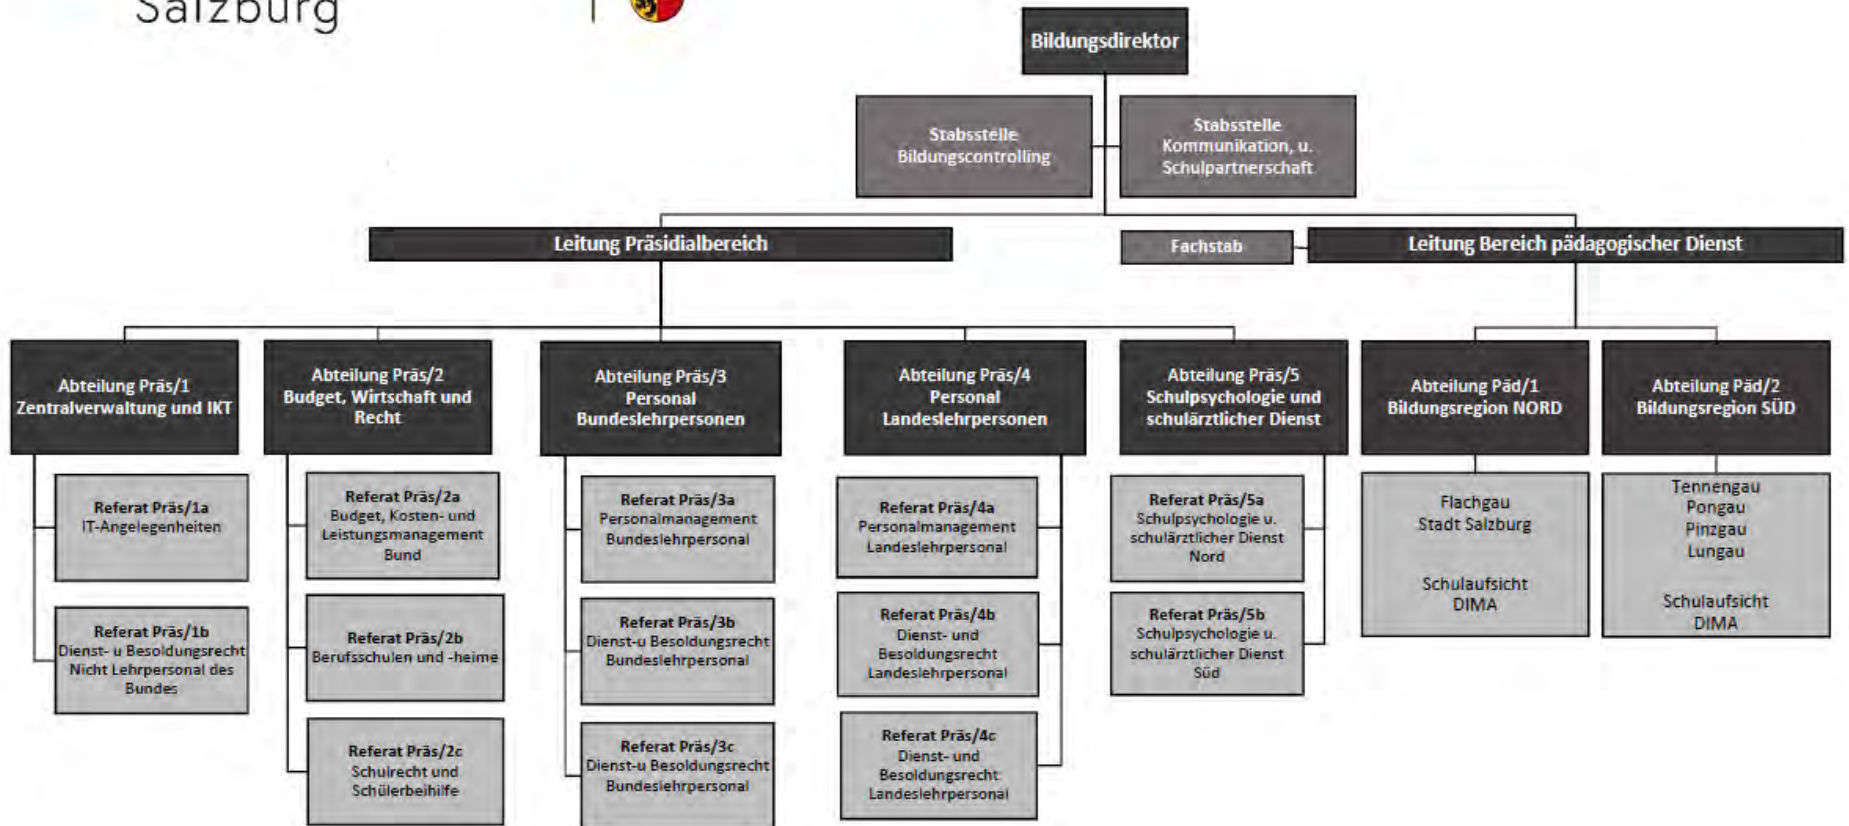 Salzburg
Bildungsdirektor
Stabsstelle
Bildungscontrolling
Stabsstelle
Kommunikation, u.
Schulpartnerschaft
Leitung Präsidialbereich
Fachstab
Leitung Bereich pädagogischer Dienst
Abteilung Präs/1
Zentralverwaltung und IKT
Abteilung Präs/2
Budget, Wirtschaft und
Recht
Abteilung Präs/3
Personal
Bundeslehrpersonen
Abteilung Präs/4
Personal
Landeslehrpersonen
Abteilung Präs/5
Schulpsychologie und
schulärztlicher Dienst
Abteilung Päd/1
Bildungsregion NORD
Abteilung Päd/2
Bildungsregion SÜD
Referat Präs/1a
IT-Angelegenheiten
Referat Präs/1b
Dienst- u Besoldungsrecht
Nicht Lehrpersonal des
Bundes
Referat Präs/2a
Budget, Kosten- und
Leistungsmanagement
Bund
Referat Präs/2b
Berufsschulen und -heime
Referat Präs/2c
Schulrecht und
Schülerbeihilfe
Referat Präs/3a
Personalmanagement
Bundeslehrpersonal
Referat Präs/3b
Dienst-u Besoldungsrecht
Bundeslehrpersonal
Referat Präs/3c
Dienst-u Besoldungsrecht
Bundeslehrpersonal
Referat Präs/4a
Personalmanagement
Landeslehrpersonal
Referat Präs/4b
Dienst- und
Besoldungsrecht
Landeslehrpersonal
Referat Präs/4c
Dienst- und
Besoldungsrecht
Landeslehrpersonal
Referat Präs/5a
Schulpsychologie u.
schulärztlicher Dienst
Nord
Referat Präs/5b
Schulpsychologie u.
schulärztlicher Dienst
Süd
Flachgau
Stadt Salzburg
Schulaufsicht
DIMA
Tennengau
Pongau
Pinzgau
Lungau
Schulaufsicht
DIMA